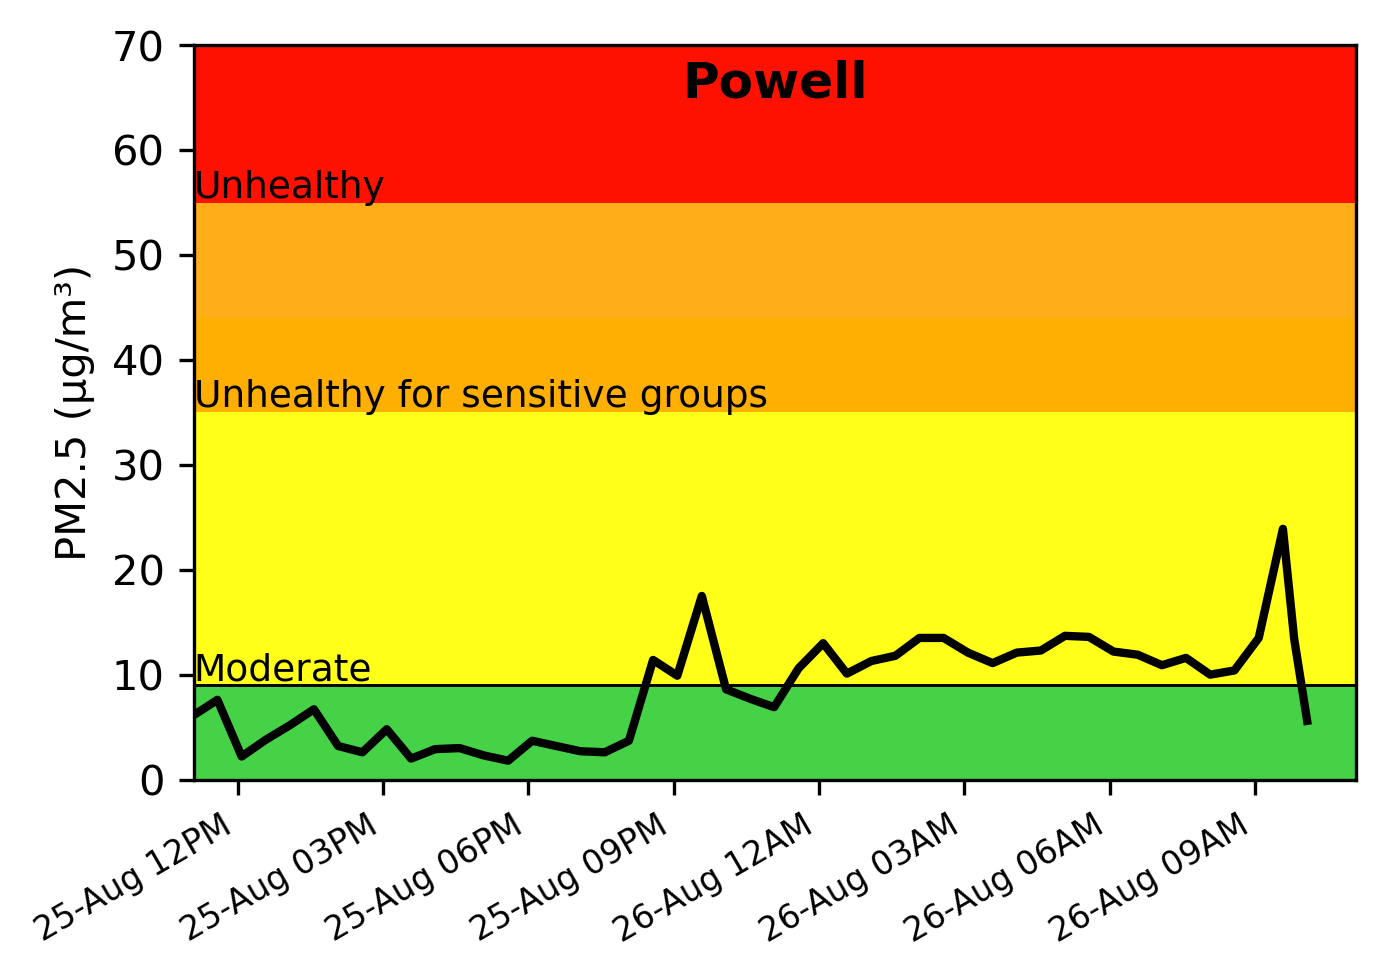 Powell
70
60
50
40
30
20
10
0
PM2.5 (µg/m³)
Unhealthy
Unhealthy for sensitive groups
Moderate
25-Aug 12PM
25-Aug 03PM
25-Aug 06PM
25-Aug 09PM
26-Aug 12AM
26-Aug 03AM
26-Aug 06AM
26-Aug 09AM